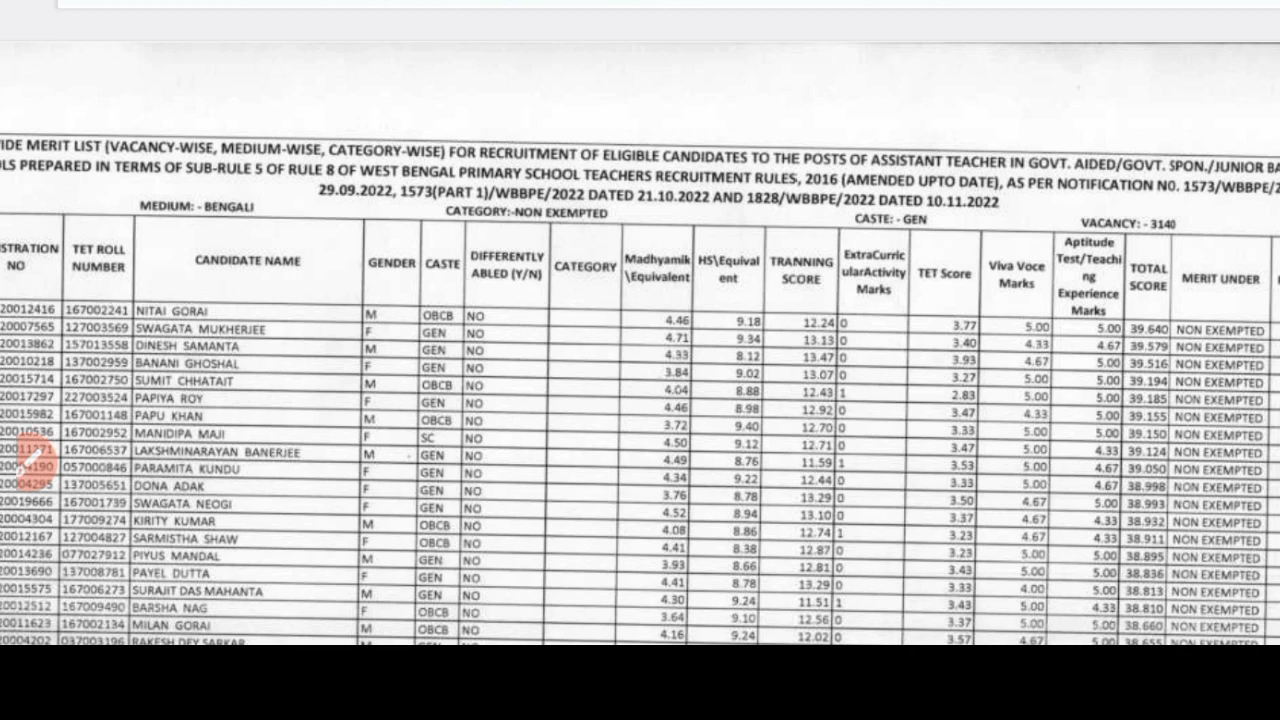 IDE MERIT LIST (VACANCY-WISE, MEDIUM-WISE, CATEGORY-WISE) FOR RECRUITMENT OF ELIGIBLE CANDIDATES TO THE POSTS OF ASSISTANT TEACHER IN GOVT. AIDED/GOVT. SPON./JUNIOR BA
LS PREPARED IN TERMS OF SUB-RULE 5 OF RULE 8 OF WEST BENGAL PRIMARY SCHOOL TEACHERS RECRUITMENT RULES, 2016 (AMENDED UPTO DATE), AS PER NOTIFICATION NO. 1573/WBBPE/2
29.09.2022, 1573(PART 1)/WBBPE/2022 DATED 21.10.2022 AND 1828/WBBPE/2022 DATED 10.11.2022
MEDIUM: - BENGALI CATEGORY:-NON EXEMPTED CASTE: - GEN VACANCY: - 3140
ISTRATION NO TET ROLL NUMBER CANDIDATE NAME GENDER CASTE DIFFERENTLY ABLED (Y/N) CATEGORY Madhyamik \Equivalent HS\Equivalent TRANNING SCORE ExtraCurricularActivity Marks TET Score Viva Voce Marks Aptitude Test/Teaching Experience Marks TOTAL SCORE MERIT UNDER
20012416 167002241 NITAI GORAI M OBCB NO 4.46 9.18 12.24 0 3.77 5.00 5.00 39.640 NON EXEMPTED
20007565 127003569 SWAGATA MUKHERJEE F GEN NO 4.71 9.34 13.13 0 3.40 4.33 4.67 39.579 NON EXEMPTED
20013862 157013558 DINESH SAMANTA M GEN NO 4.33 8.12 13.47 0 3.93 4.67 5.00 39.516 NON EXEMPTED
20010218 137002959 BANANI GHOSHAL F GEN NO 3.84 9.02 13.07 0 3.27 5.00 5.00 39.194 NON EXEMPTED
20015714 167002750 SUMIT CHHATAIT M OBCB NO 4.04 8.88 12.43 1 2.83 5.00 5.00 39.185 NON EXEMPTED
20017297 227003524 PAPIYA ROY F GEN NO 4.46 8.98 12.92 0 3.47 4.33 5.00 39.155 NON EXEMPTED
20015982 167001148 PAPU KHAN M OBCB NO 3.72 9.40 12.70 0 3.33 5.00 5.00 39.150 NON EXEMPTED
20010536 167002952 MANIDIPA MAJI F SC NO 4.50 9.12 12.71 0 3.47 5.00 4.33 39.124 NON EXEMPTED
20011271 167006537 LAKSHMINARAYAN BANERJEE M GEN NO 4.49 8.76 11.59 1 3.53 5.00 4.67 39.050 NON EXEMPTED
057000846 PARAMITA KUNDU F GEN NO 4.34 9.22 12.44 0 3.33 5.00 4.67 38.998 NON EXEMPTED
20004295 137005651 DONA ADAK F GEN NO 3.76 8.78 13.29 0 3.50 4.67 5.00 38.993 NON EXEMPTED
20019666 167001739 SWAGATA NEOGI F GEN NO 4.52 8.94 13.10 0 3.37 4.67 4.33 38.932 NON EXEMPTED
20004304 177009274 KIRITY KUMAR M OBCB NO 4.08 8.86 12.74 1 3.23 4.67 4.33 38.911 NON EXEMPTED
20012167 127004827 SARMISTHA SHAW F OBCB NO 4.41 8.38 12.87 0 3.23 5.00 5.00 38.895 NON EXEMPTED
20014236 077027912 PIYUS MANDAL M GEN NO 3.93 8.66 12.81 0 3.43 5.00 5.00 38.836 NON EXEMPTED
20013690 137008781 PAYEL DUTTA F GEN NO 4.41 8.78 13.29 0 3.33 4.00 5.00 38.813 NON EXEMPTED
20015575 167006273 SURAJIT DAS MAHANTA M GEN NO 4.30 9.24 11.51 1 3.43 5.00 4.33 38.810 NON EXEMPTED
20012512 167009490 BARSHA NAG F OBCB NO 3.64 9.10 12.56 0 3.37 5.00 5.00 38.660 NON EXEMPTED
20011623 167002134 MILAN GORAI M OBCB NO 4.16 9.24 12.02 0 3.57 4.67 5.00 38.655 NON EXEMPTED
20004202 037003196 RAKESH DEY SARKAR